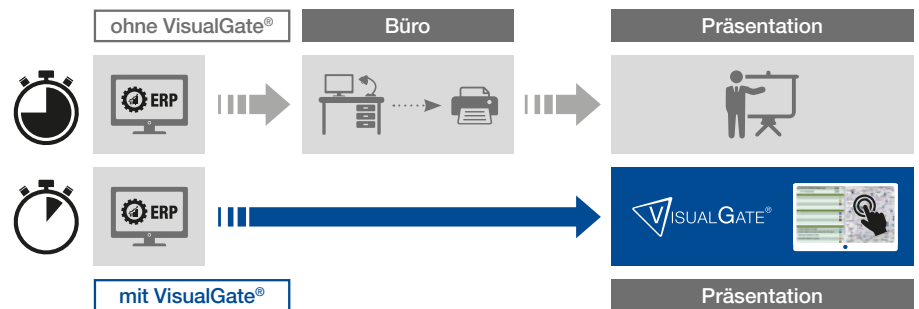 ohne VisualGate®
Büro
Präsentation
ERP
ERP
VISUALGATE®
mit VisualGate®
Präsentation